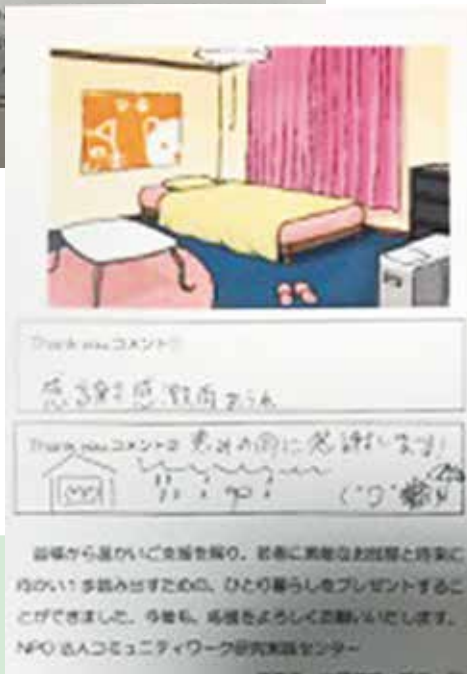 Thank youコメント①
感謝感激雨あられ
Thank youコメント②
感謝します!
皆様から温かいご支援を賜り、若者に素敵なお部屋と将来に
向かい1歩踏み出すための、ひとり暮らしをプレゼントするこ
とができました。今後も、応援をよろしくお願いいたします。
NPO法人コミュニティワーク研究実践センター